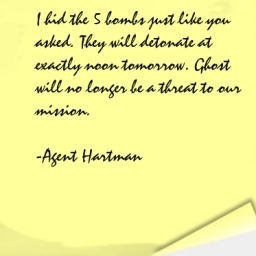 I hid the 5 bombs just like you
asked. They will detonate at
exactly noon tomorrow. Ghost
will no longer be a threat to our
mission.
-Agent Hartman